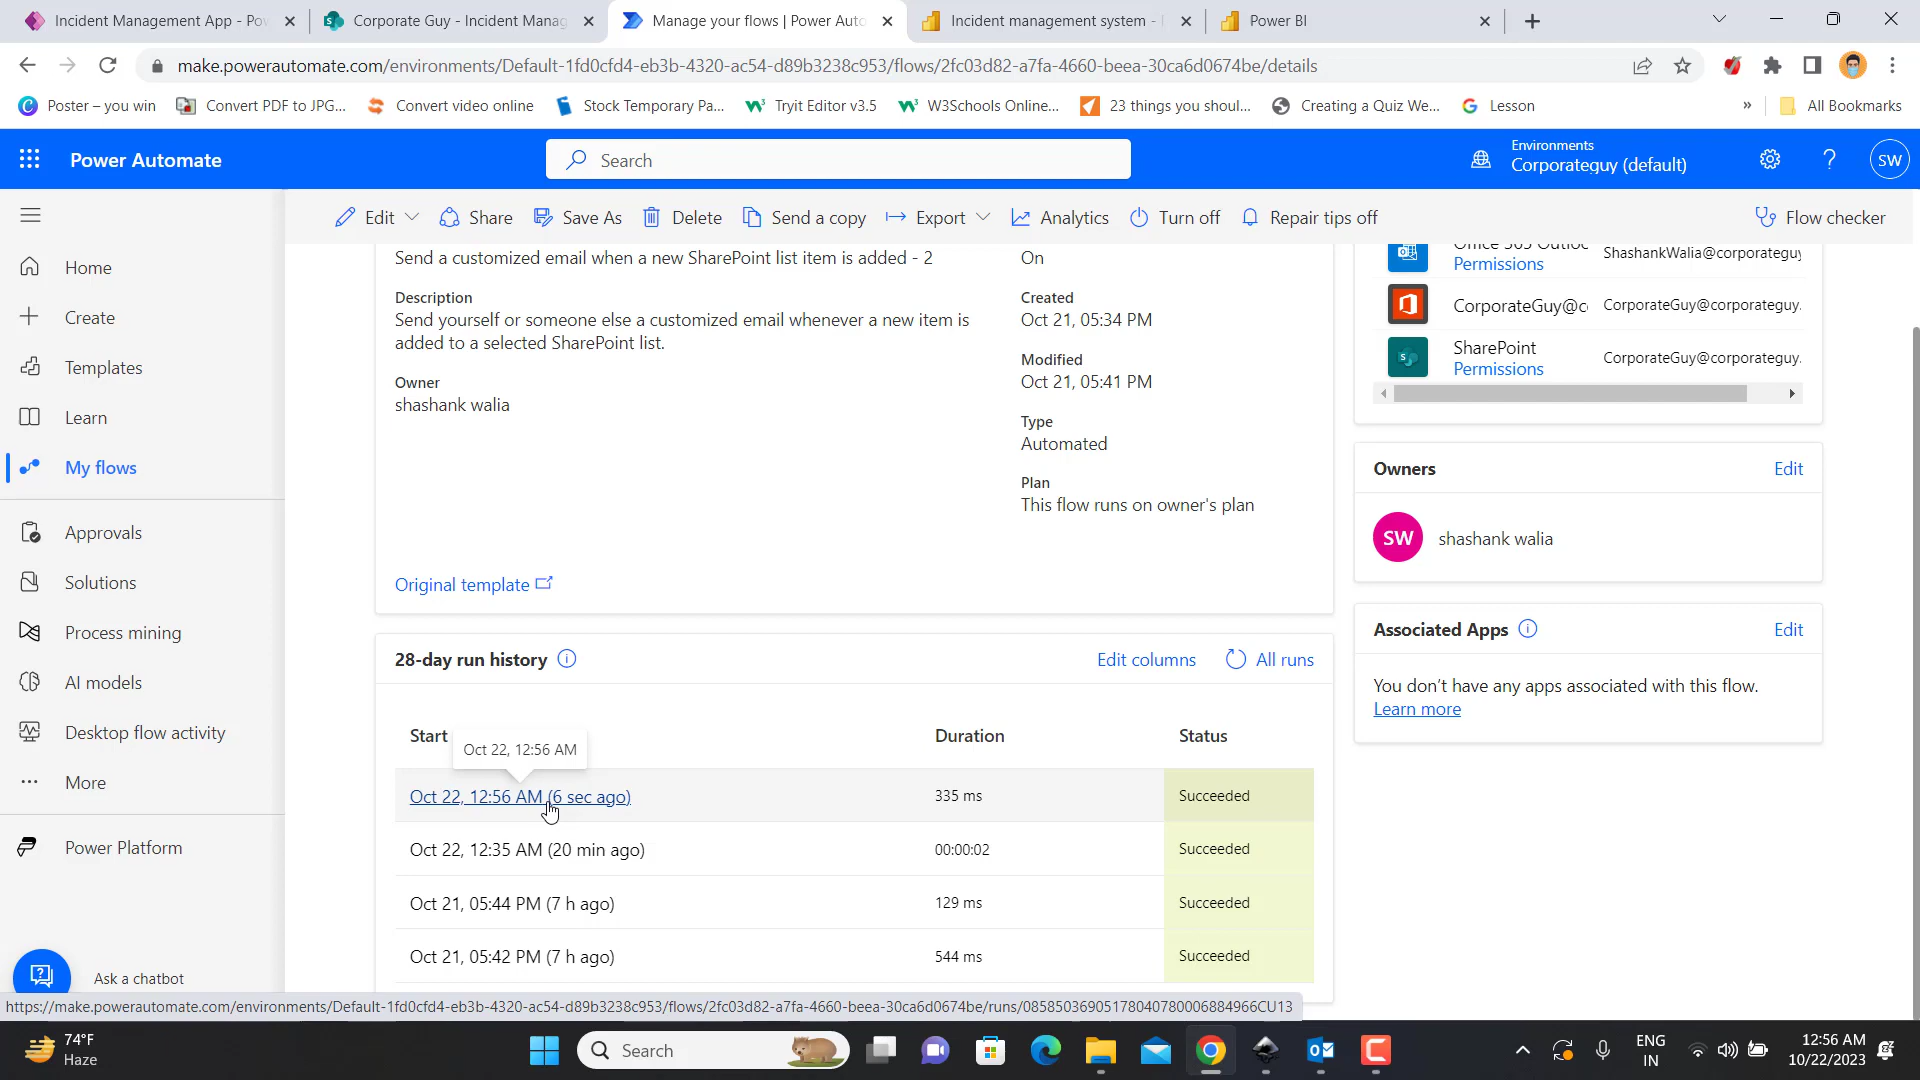 Incident Management App - Po
Corporate Guy - Incident Manag
Manage your flows | Power Auto
Incident management system -
Power BI
make.powerautomate.com/environments/Default-1fd0cfd4-eb3b-4320-ac54-d89b3238c953/flows/2fc03d82-a7fa-4660-beea-30ca6d0674be/details
Poster – you win
Convert PDF to JPG...
Convert video online
Stock Temporary Pa...
Tryit Editor v3.5
W3Schools Online...
23 things you shoul...
Creating a Quiz We...
Lesson
»
All Bookmarks
Power Automate
Search
Environments
Corporateguy (default)
SW
Edit
Share
Save As
Delete
Send a copy
Export
Analytics
Turn off
Repair tips off
Flow checker
Home
Create
Templates
Learn
My flows
Approvals
Solutions
Process mining
AI models
Desktop flow activity
More
Power Platform
Ask a chatbot
Send a customized email when a new SharePoint list item is added - 2
Description
Send yourself or someone else a customized email whenever a new item is
added to a selected SharePoint list.
Owner
shashank walia
Original template
On
Created
Oct 21, 05:34 PM
Modified
Oct 21, 05:41 PM
Type
Automated
Plan
This flow runs on owner's plan
28-day run history
Edit columns
All runs
Start
Duration
Status
Oct 22, 12:56 AM
Oct 22, 12:56 AM (6 sec ago)
335 ms
Succeeded
Oct 22, 12:35 AM (20 min ago)
00:00:02
Succeeded
Oct 21, 05:44 PM (7 h ago)
129 ms
Succeeded
Oct 21, 05:42 PM (7 h ago)
544 ms
Succeeded
Office 365 Outloo
Permissions
ShashankWalia@corporateguy
CorporateGuy@co
CorporateGuy@corporateguy.
SharePoint
Permissions
CorporateGuy@corporateguy.
Owners
Edit
SW
shashank walia
Associated Apps
Edit
You don't have any apps associated with this flow.
Learn more
https://make.powerautomate.com/environments/Default-1fd0cfd4-eb3b-4320-ac54-d89b3238c953/flows/2fc03d82-a7fa-4660-beea-30ca6d0674be/runs/08585036905178040780006884966CU13
74°F
Haze
Search
ENG
IN
12:56 AM
10/22/2023